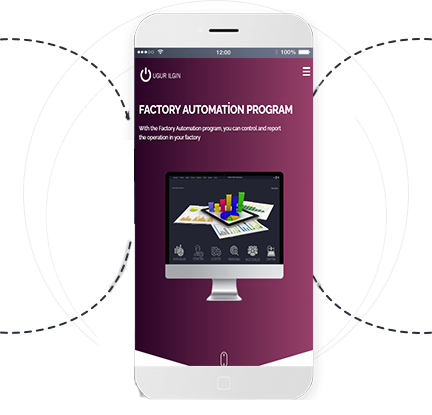 12:00
100%
UGUR ILGIN
FACTORY AUTOMATİON PROGRAM
With the Factory Automation program, you can control and report
the operation in your factory